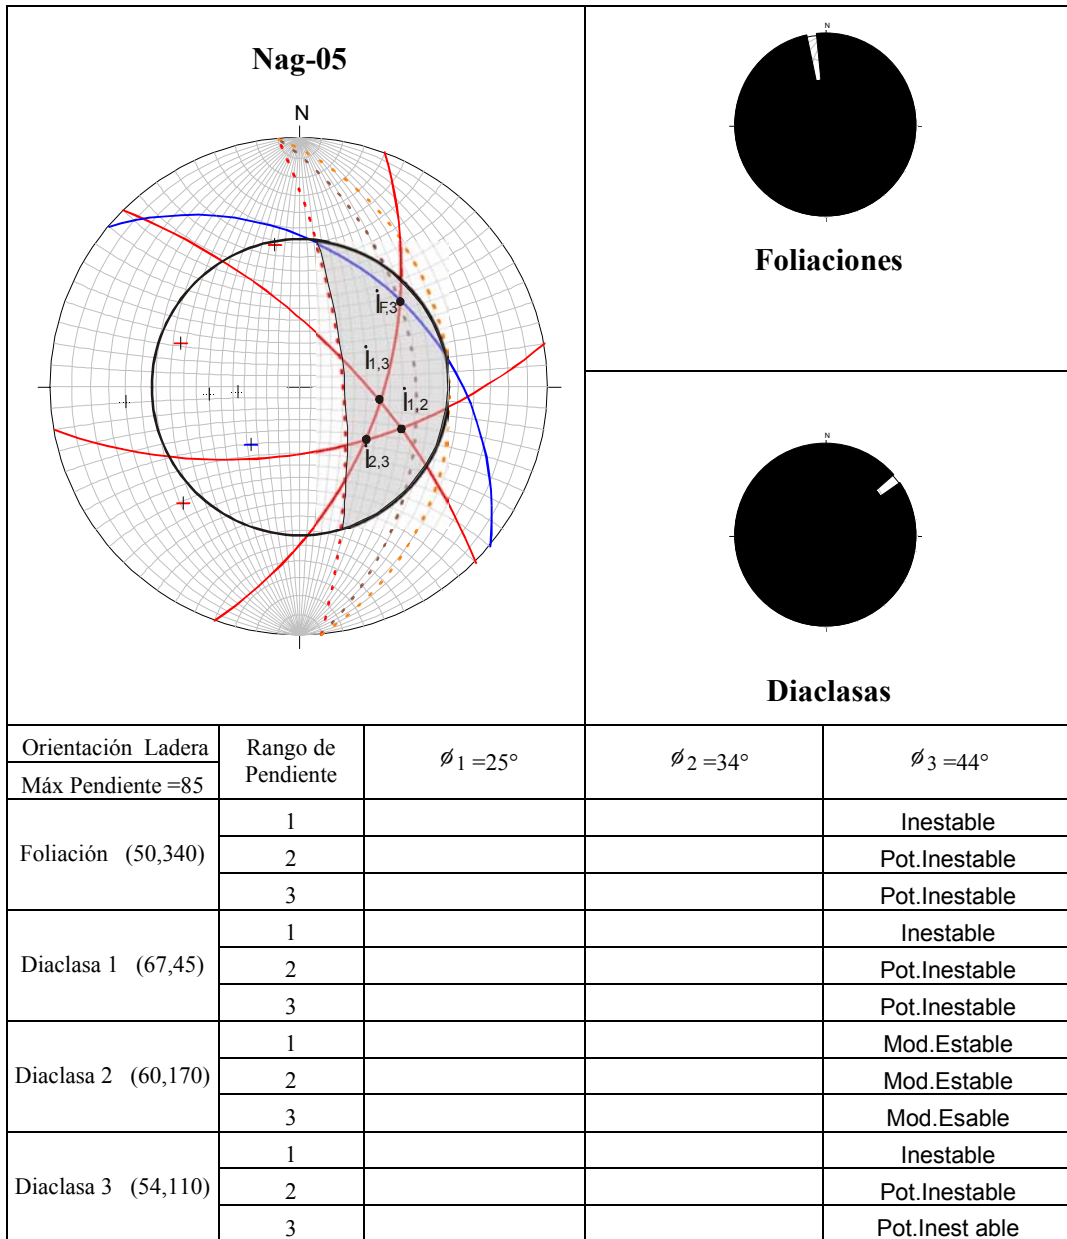 Nag-05
N
iF,3
i1,3
i1,2
i2,3
N
Foliaciones
N
Diaclasas
Orientación Ladera
Máx Pendiente =85
Rango de
Pendiente
ø1 =25°
ø2 =34°
ø3 =44°
Foliación (50,340)
1 Inestable
2 Pot.Inestable
3 Pot.Inestable
Diaclasa 1 (67,45)
1 Inestable
2 Pot.Inestable
3 Pot.Inestable
Diaclasa 2 (60,170)
1 Mod.Estable
2 Mod.Estable
3 Mod.Esable
Diaclasa 3 (54,110)
1 Inestable
2 Pot.Inestable
3 Pot.Inest able